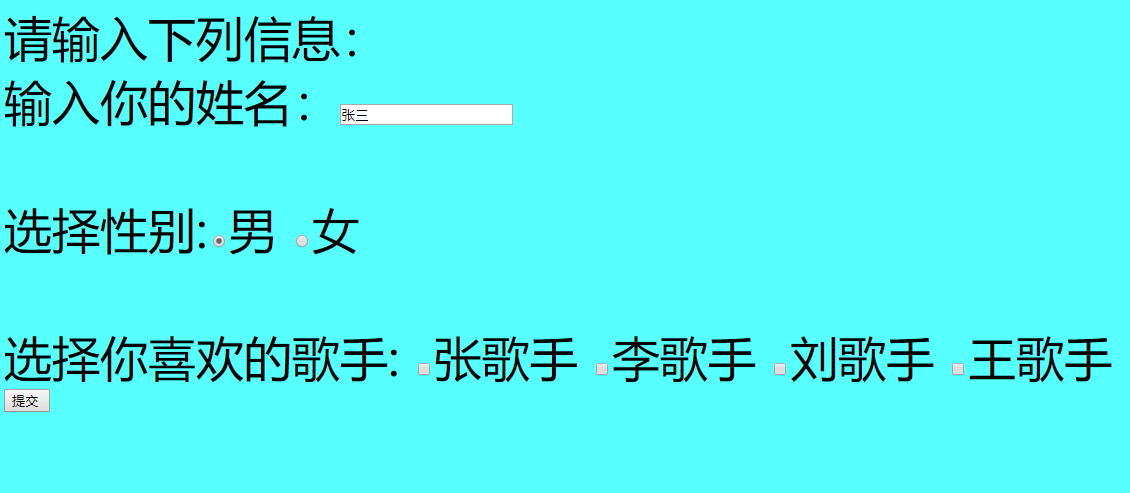 请输入下列信息：
输入你的姓名： 张三
选择性别:男 女
选择你喜欢的歌手: 张歌手 李歌手 刘歌手 王歌手
提交